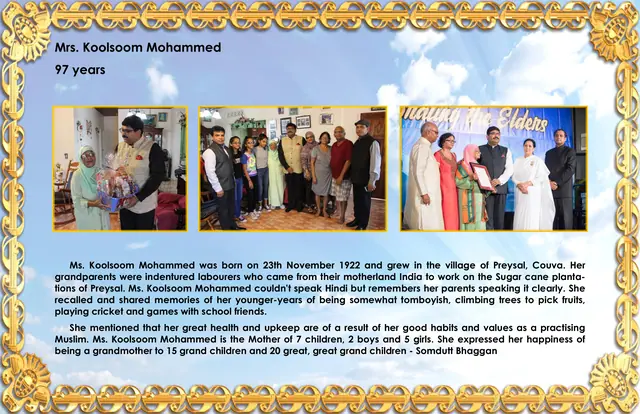 Mrs. Koolsoom Mohammed
97 years
the Elders
Ms. Koolsoom Mohammed was born on 23th November 1922 and grew in the village of Preysal, Couva. Her
grandparents were indentured labourers who came from their motherland India to work on the Sugar cane planta-
tions of Preysal. Ms. Koolsoom Mohammed couldn't speak Hindi but remembers her parents speaking it clearly. She
recalled and shared memories of her younger-years of being somewhat tomboyish, climbing trees to pick fruits,
playing cricket and games with school friends.
She mentioned that her great health and upkeep are of a result of her good habits and values as a practising
Muslim. Ms. Koolsoom Mohammed is the Mother of 7 children, 2 boys and 5 girls. She expressed her happiness of
being a grandmother to 15 grand children and 20 great, great grand children - Somdutt Bhaggan